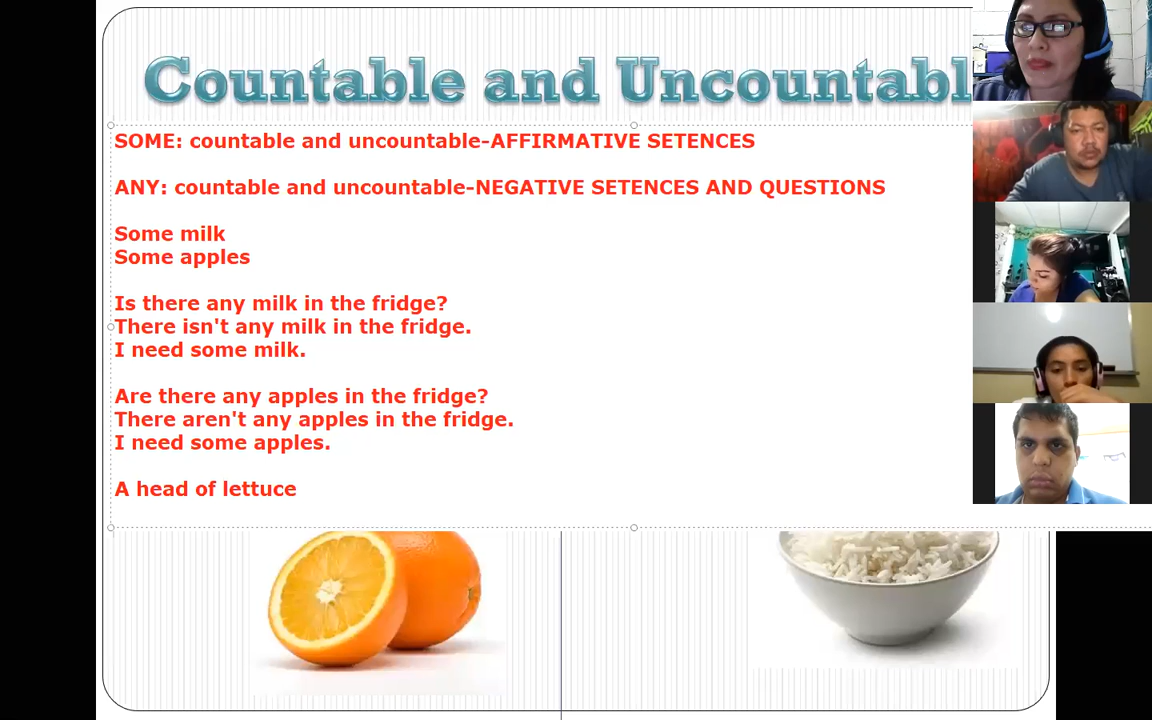 Countable and Uncountabl
SOME: countable and uncountable-AFFIRMATIVE SETENCES
ANY: countable and uncountable-NEGATIVE SETENCES AND QUESTIONS
Some milk
Some apples
Is there any milk in the fridge?
There isn't any milk in the fridge.
I need some milk.
Are there any apples in the fridge?
There aren't any apples in the fridge.
I need some apples.
A head of lettuce